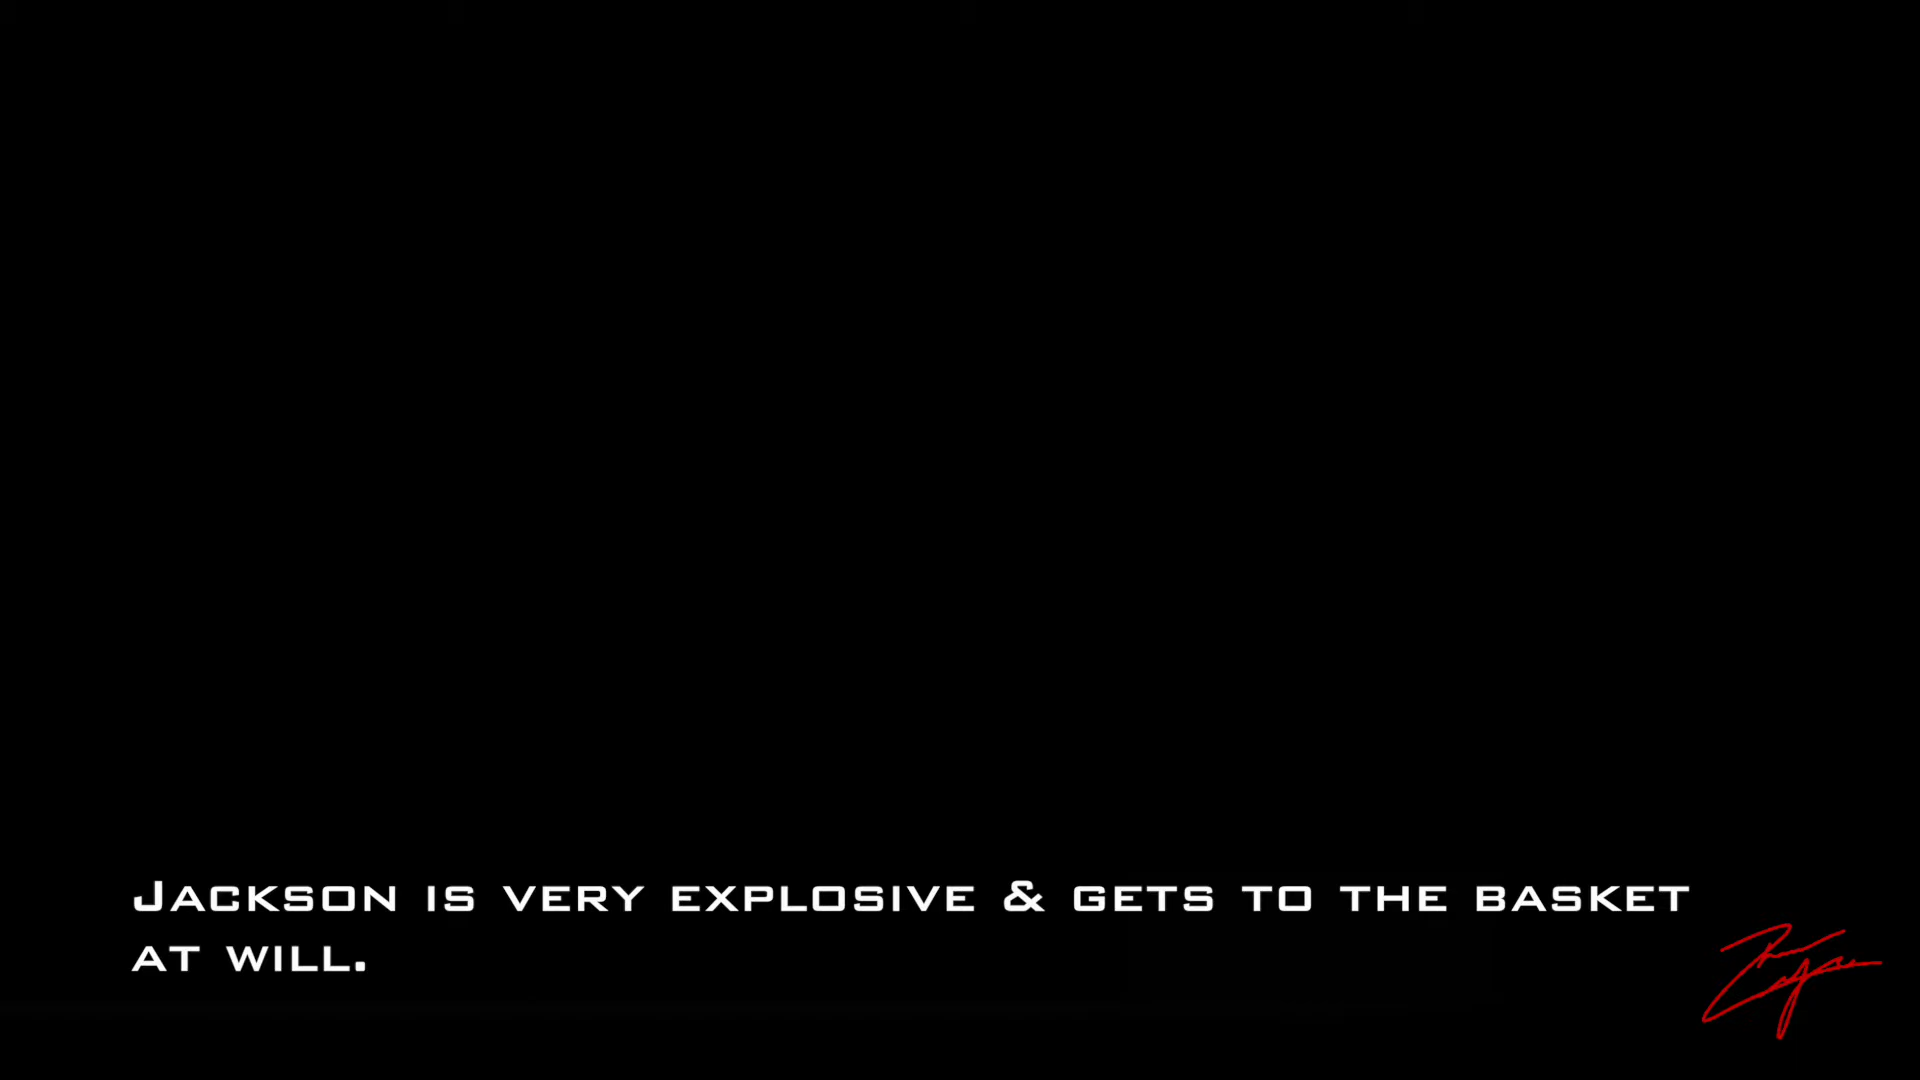 Jackson is very explosive & gets to the basket
at will.